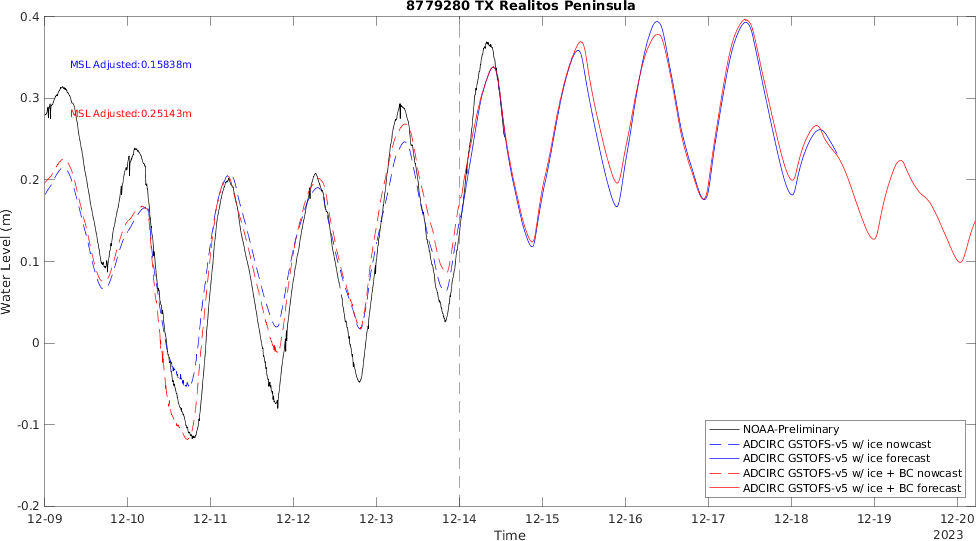 8779280 TX Realitos Peninsula
0.4
MSL Adjusted:0.15838m
0.3
MSL Adjusted:0.25143m
0.2
Water Level (m)
0.1
0
-0.1
-0.2
NOAA-Preliminary
ADCIRC GSTOFS-v5 w/ ice nowcast
ADCIRC GSTOFS-v5 w/ ice forecast
ADCIRC GSTOFS-v5 w/ ice + BC nowcast
ADCIRC GSTOFS-v5 w/ ice + BC forecast
12-09 12-10 12-11 12-12 12-13 12-14 12-15 12-16 12-17 12-18 12-19 12-20
Time
2023